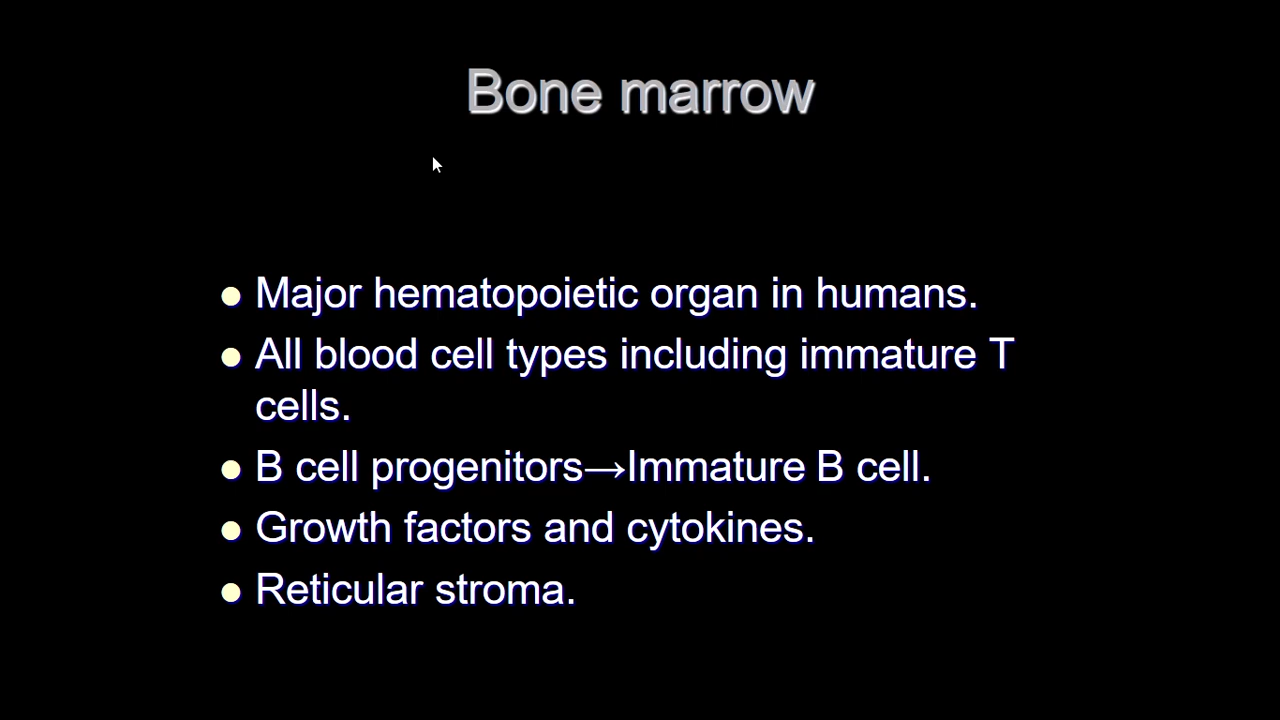 Bone marrow
● Major hematopoietic organ in humans.
● All blood cell types including immature T
cells.
● B cell progenitors→Immature B cell.
● Growth factors and cytokines.
● Reticular stroma.